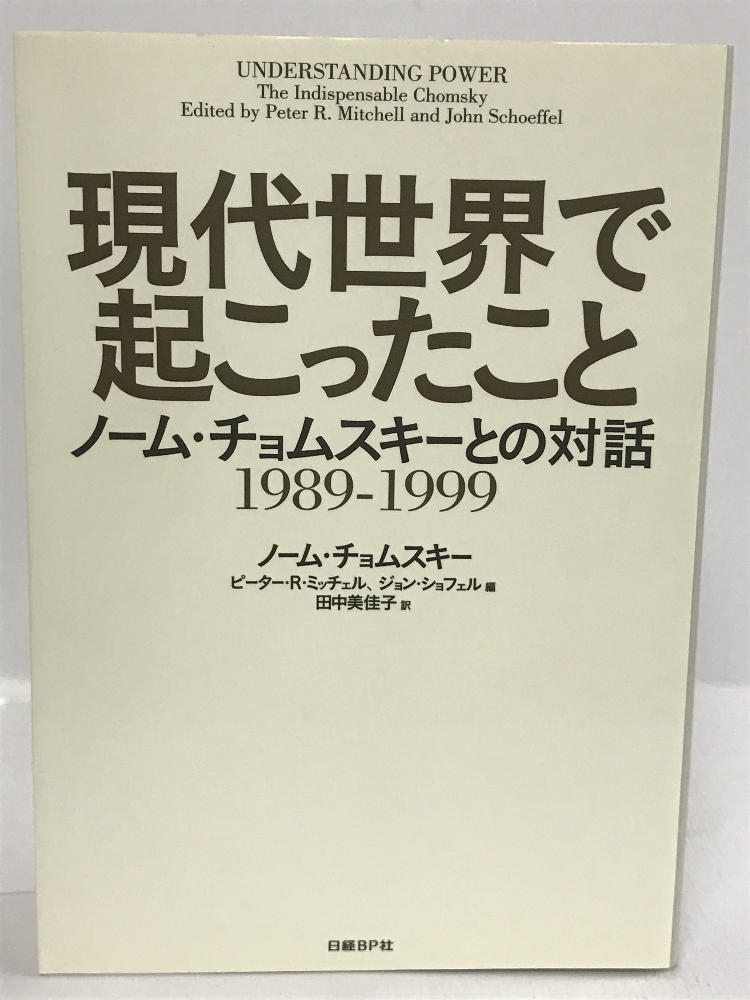 UNDERSTANDING POWER
The Indispensable Chomsky
Edited by Peter R. Mitchell and John Schoeffel
現代世界で
起こったこと
ノーム・チョムスキーとの対話
1989-1999
ノーム・チョムスキー
ピーター・R・ミッチェル、ジョン・ショフェル 編
田中美佳子 訳
日経BP社